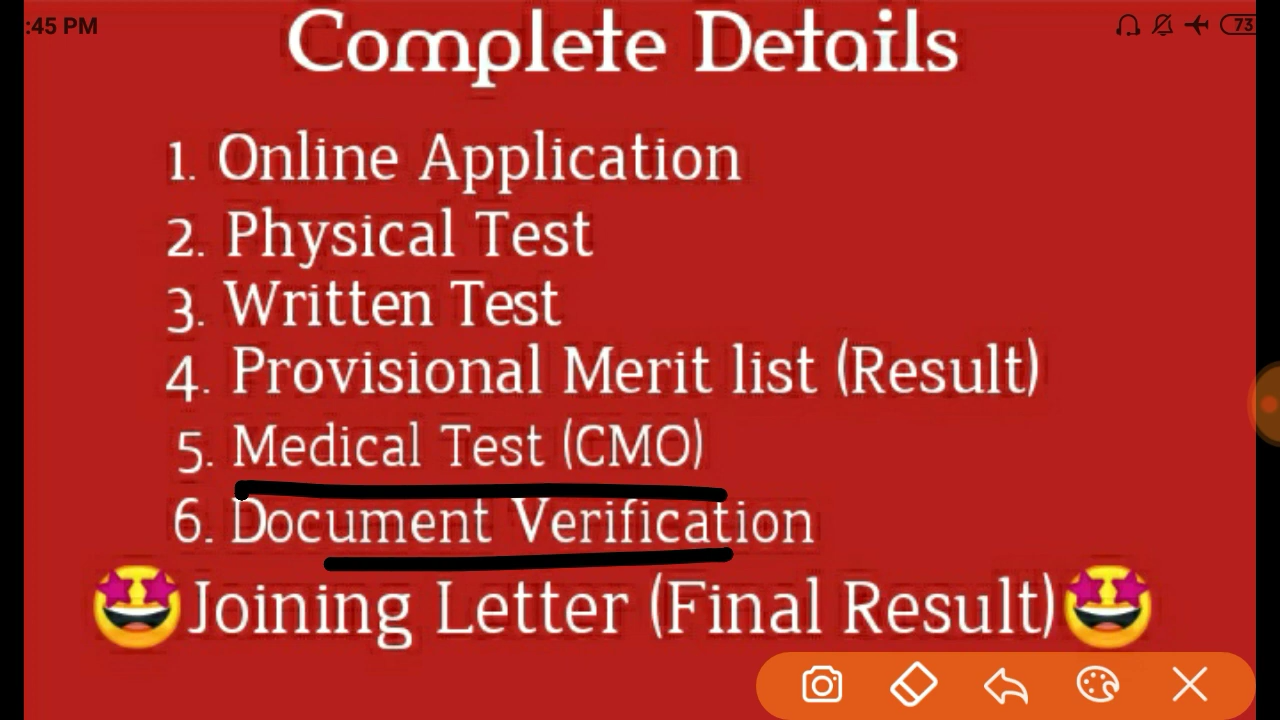 :45 PM
73
Complete Details
1. Online Application
2. Physical Test
3. Written Test
4. Provisional Merit list (Result)
5. Medical Test (CMO)
6. Document Verification
Joining Letter (Final Result)